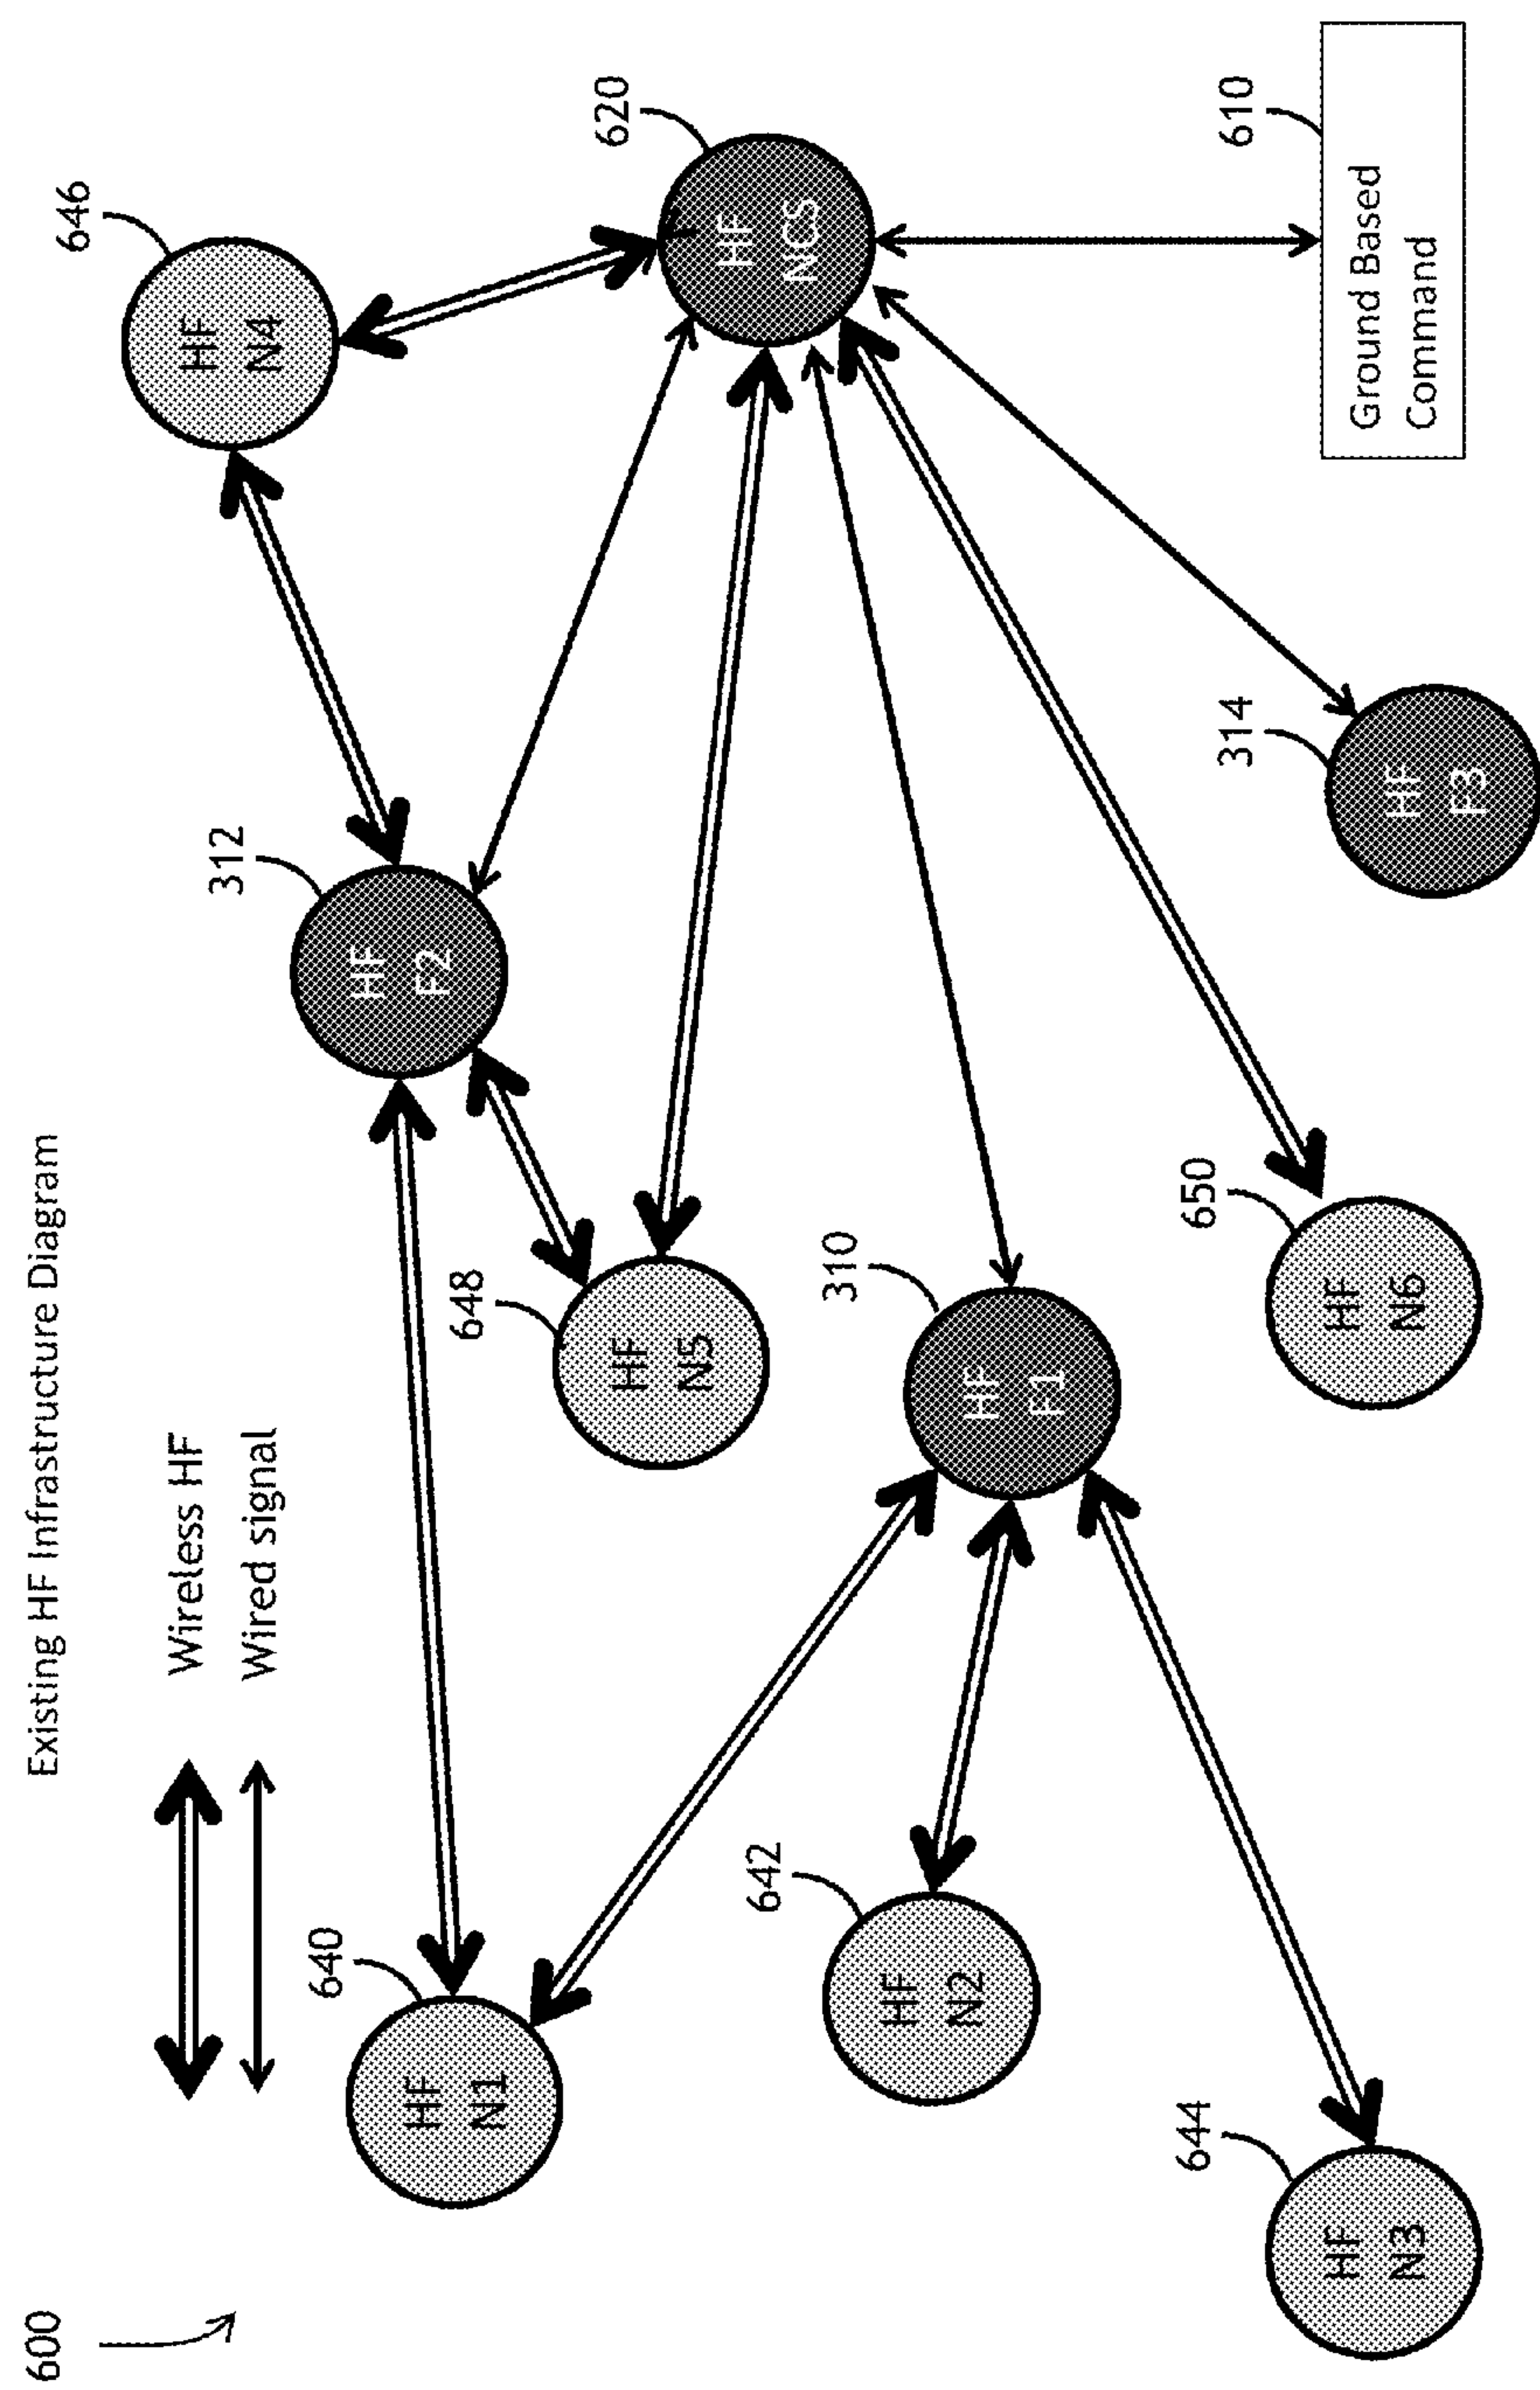 600
Existing HF Infrastructure Diagram
Wireless HF
Wired signal
646
HF
N4
312
HF
F2
640
HF
N1
648
HF
N5
620
HF
NCS
310
HF
F1
642
HF
N2
644
HF
N3
650
HF
N6
314
HF
F3
610
Ground Based
Command